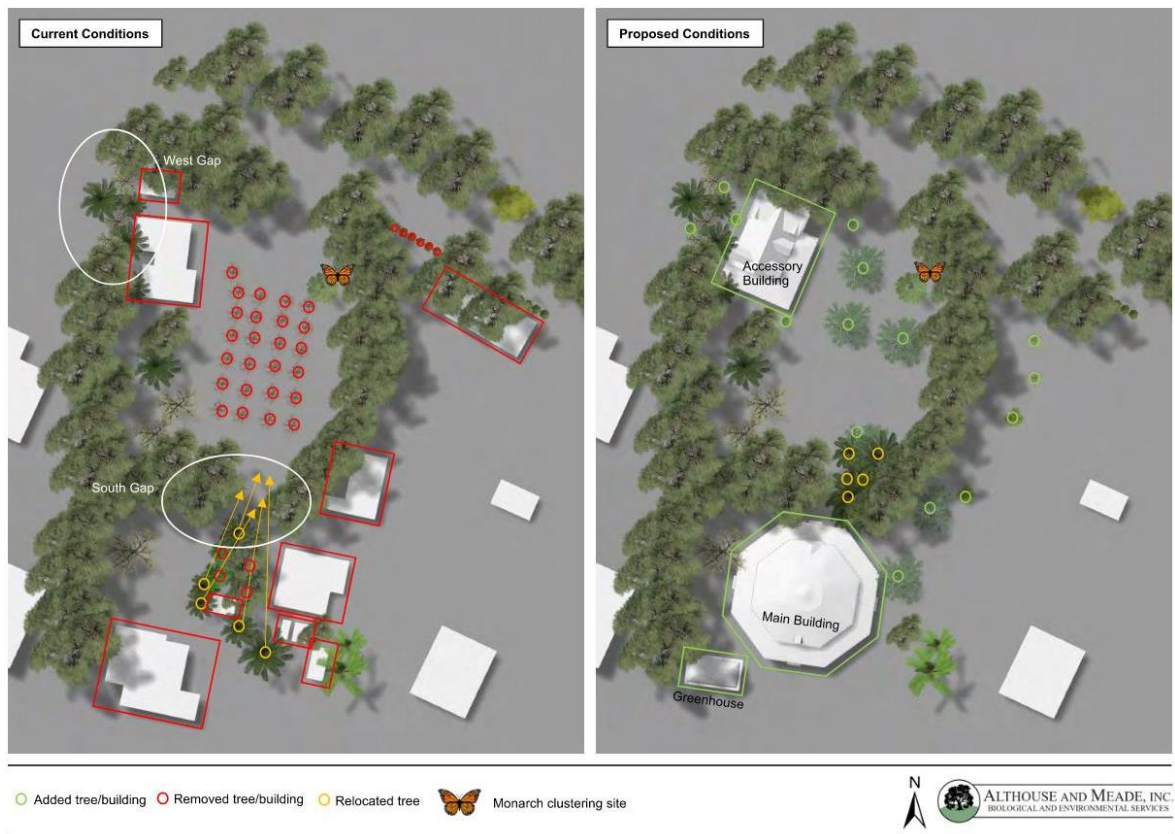 Current Conditions
West Gap
South Gap
Proposed Conditions
Accessory
Building
Main Building
Greenhouse
Added tree/building
Removed tree/building
Relocated tree
Monarch clustering site
N
ALTHOUSE AND MEADE, INC.
BIOLOGICAL AND ENVIRONMENTAL SERVICES